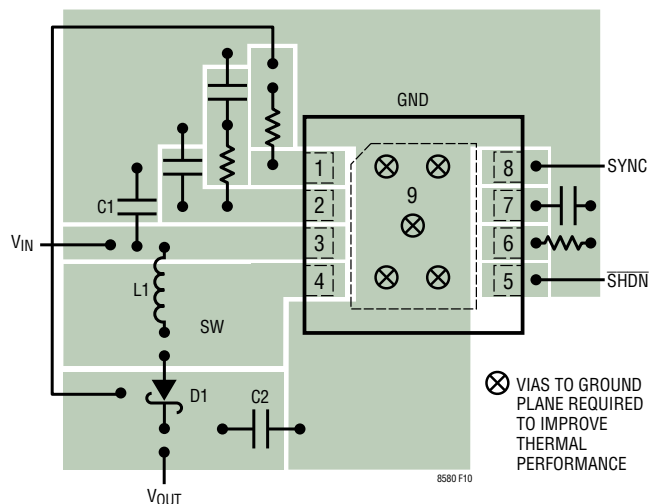 GND
1
2
3
4
9
8
7
6
5
SYNC
SHDN
C1
VIN
L1
SW
D1
C2
VOUT
VIAS TO GROUND
PLANE REQUIRED
TO IMPROVE
THERMAL
PERFORMANCE
8580 F10